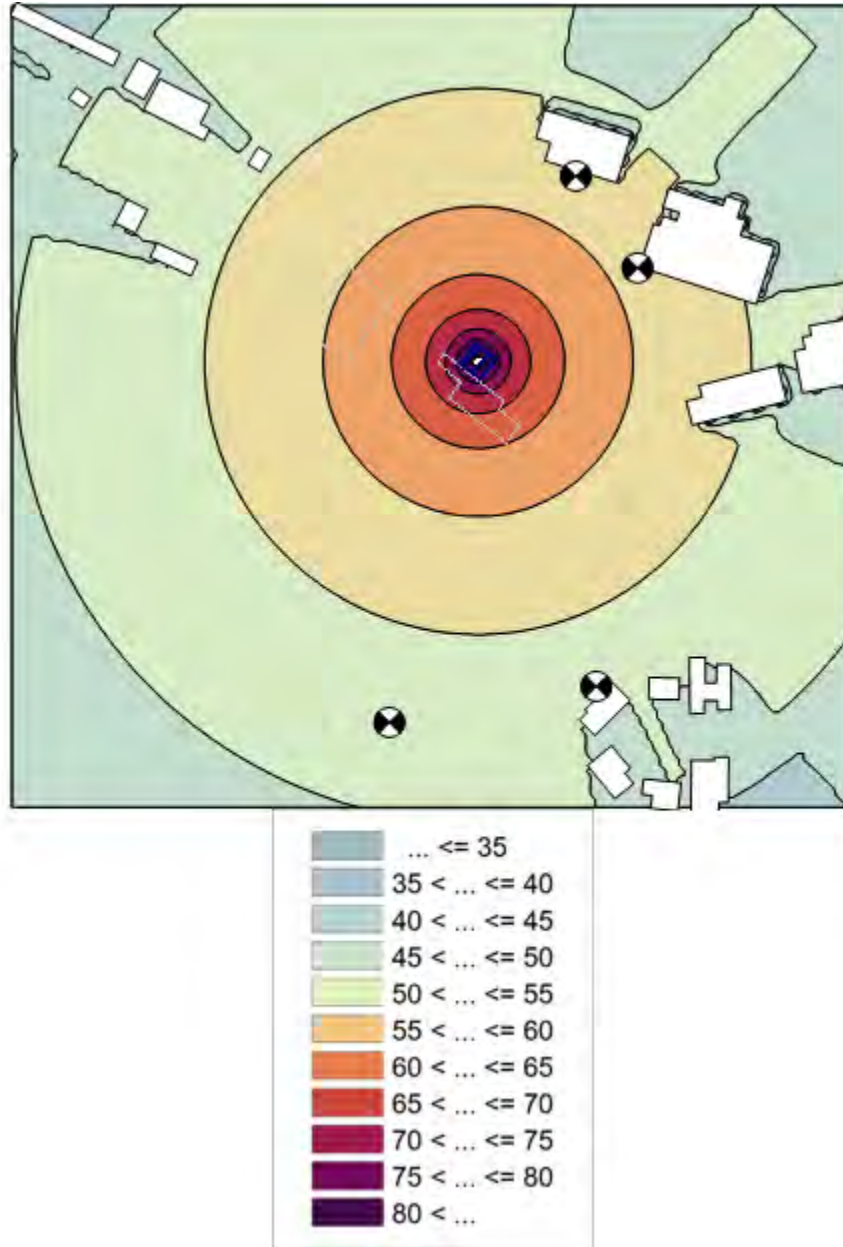 ... <= 35
35 < ... <= 40
40 < ... <= 45
45 < ... <= 50
50 < ... <= 55
55 < ... <= 60
60 < ... <= 65
65 < ... <= 70
70 < ... <= 75
75 < ... <= 80
80 < ...